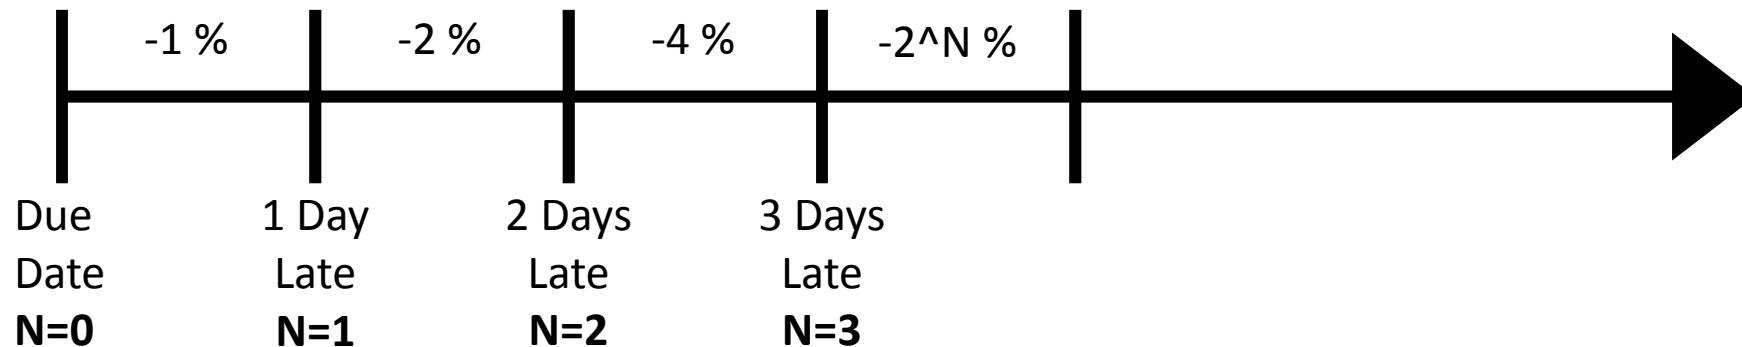 -1 %
-2 %
-4 %
-2^N %
Due
Date
N=0
1 Day
Late
N=1
2 Days
Late
N=2
3 Days
Late
N=3